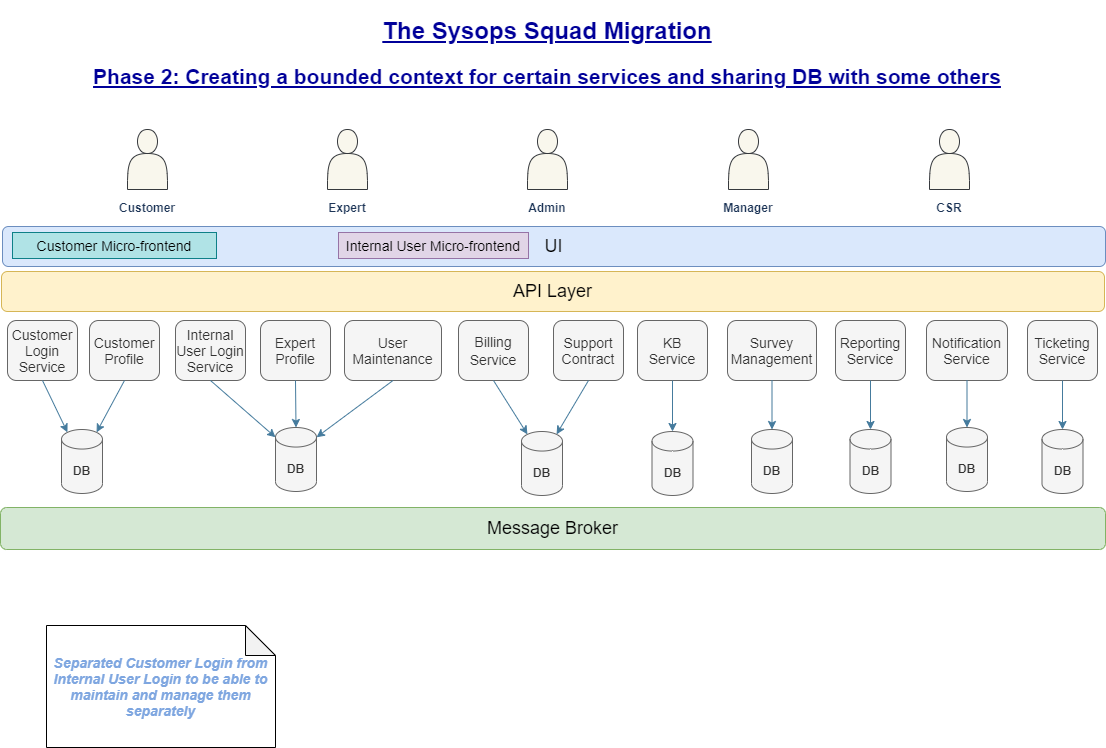 The Sysops Squad Migration
Phase 2: Creating a bounded context for certain services and sharing DB with some others
Customer
Expert
Admin
Manager
CSR
Customer Micro-frontend
Internal User Micro-frontend
UI
API Layer
Customer
Login
Service
Customer
Profile
Internal
User Login
Service
Expert
Profile
User
Maintenance
Billing
Service
Support
Contract
KB
Service
Survey
Management
Reporting
Service
Notification
Service
Ticketing
Service
DB
DB
DB
DB
DB
DB
DB
DB
Message Broker
Separated Customer Login from
Internal User Login to be able to
maintain and manage them
separately